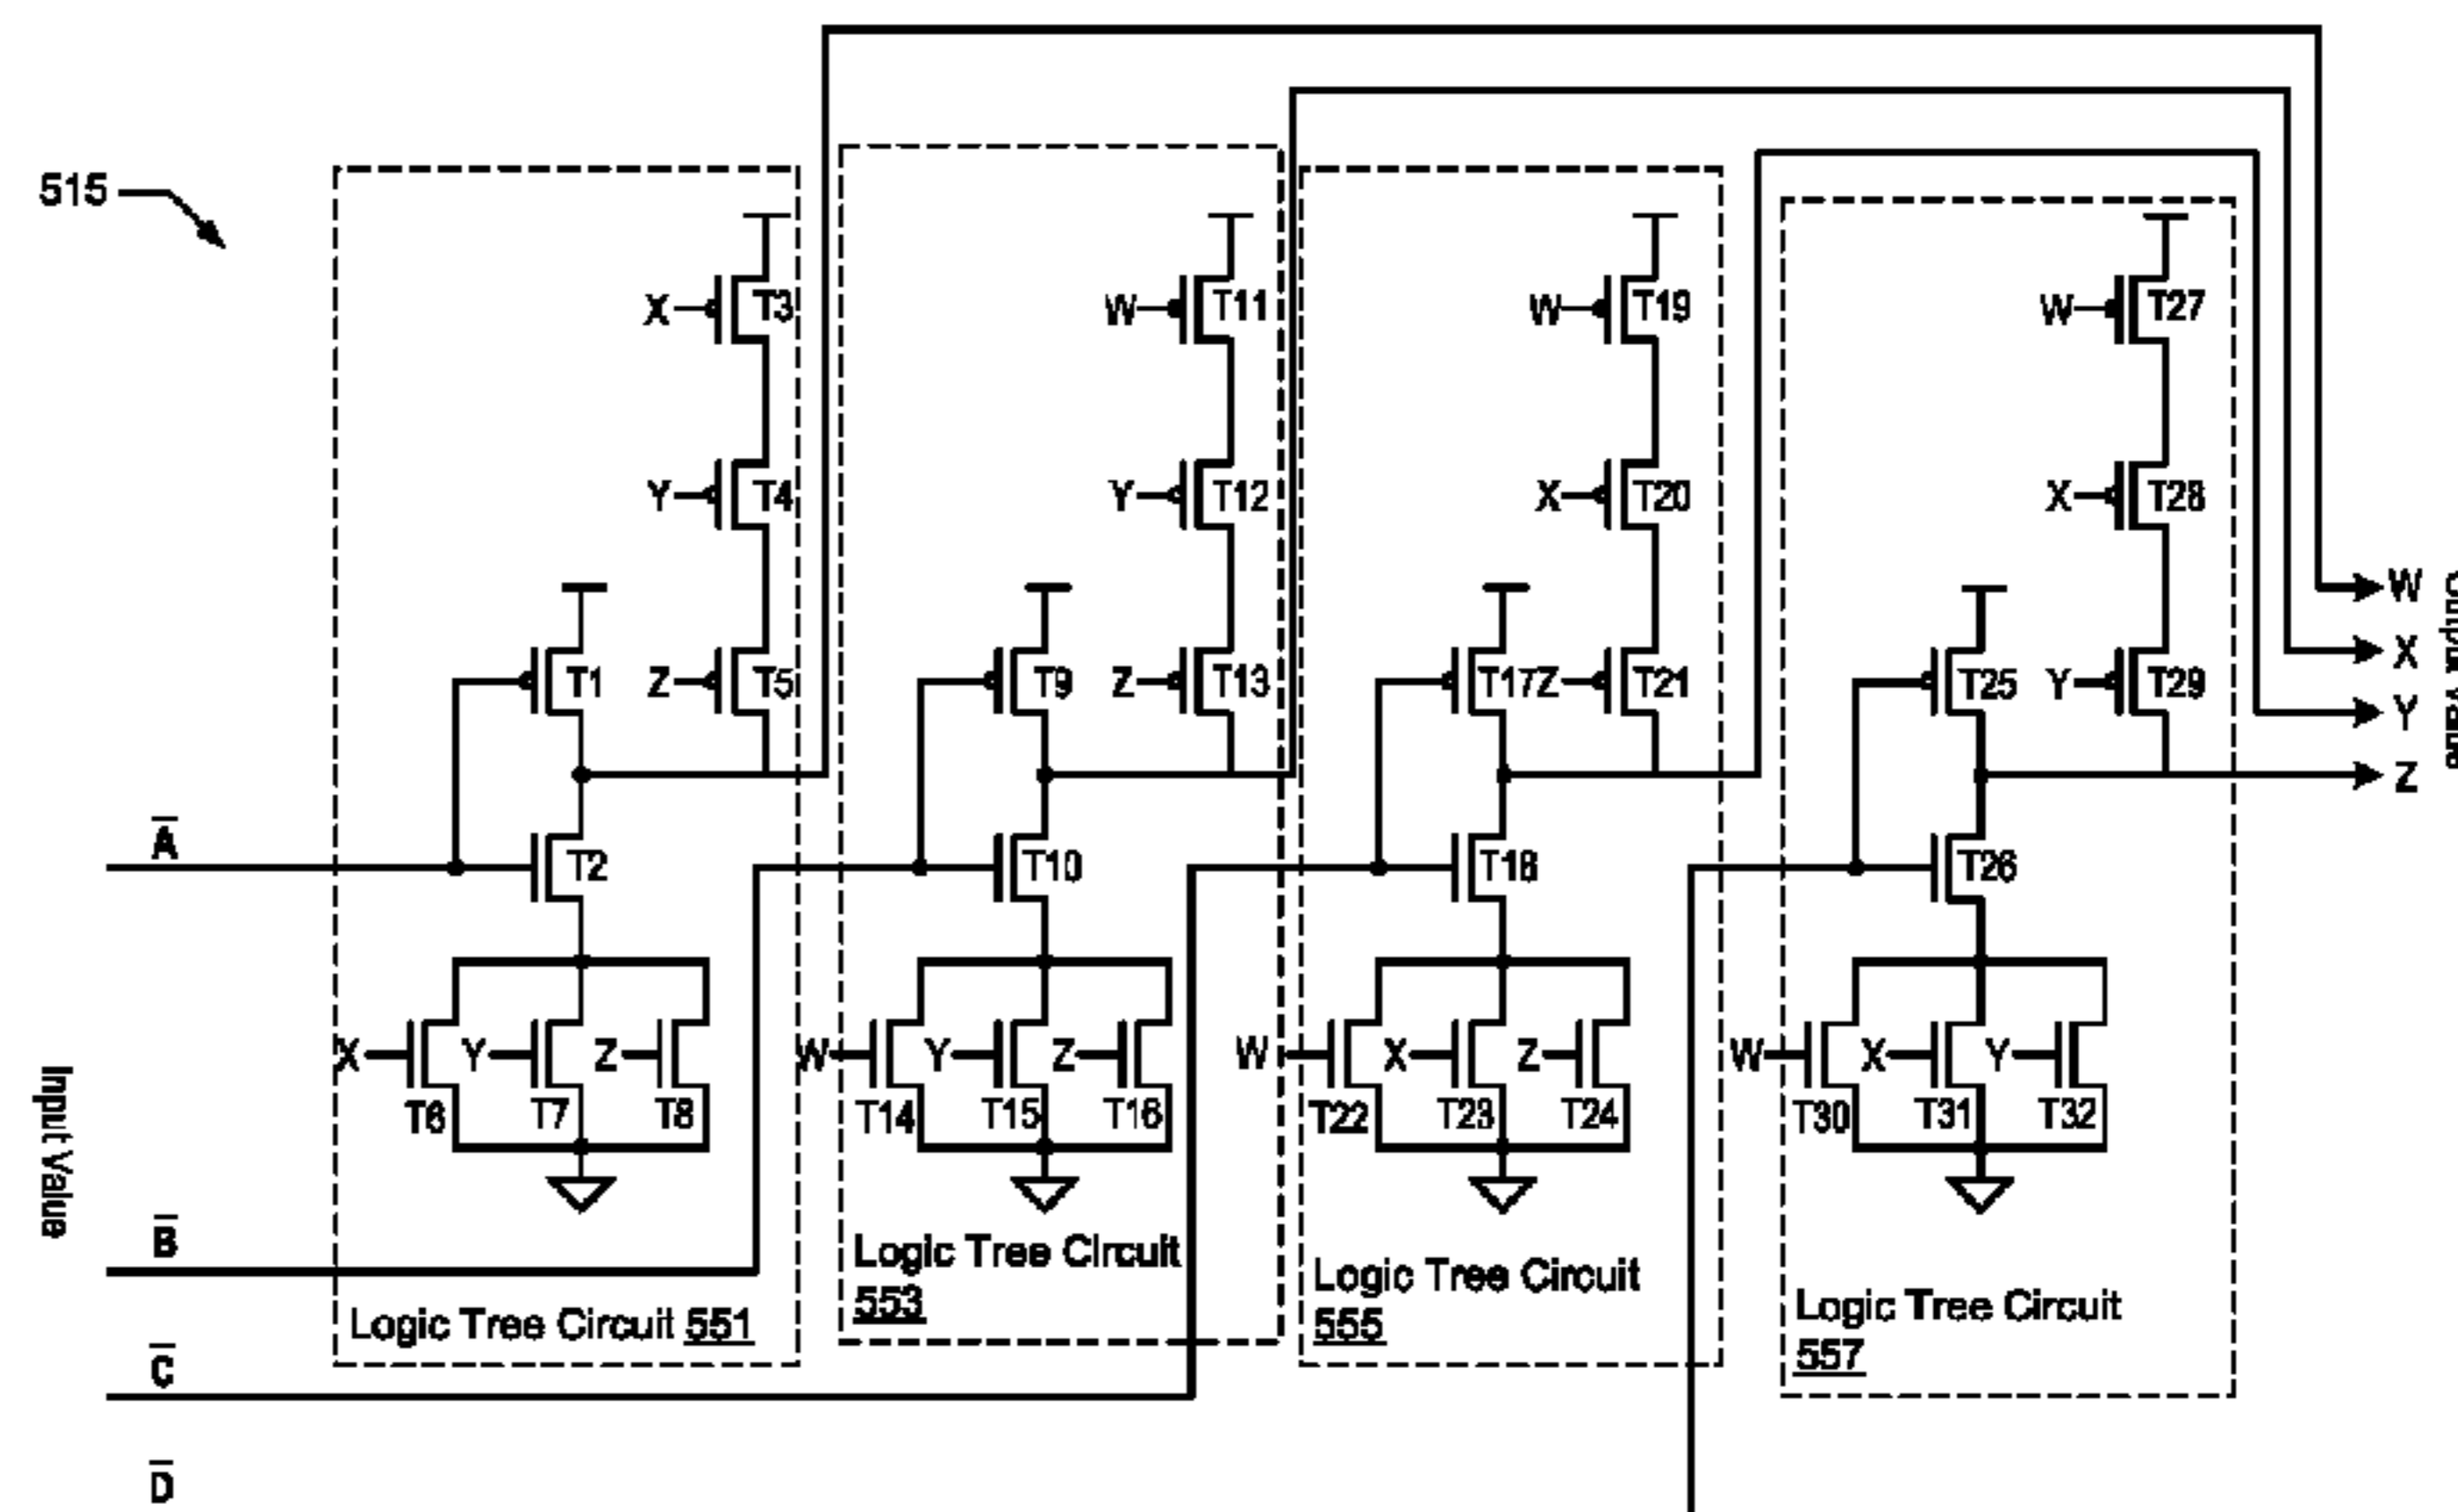 515
X
T3
W
T11
W
T19
W
T27
Y
T4
Y
T12
X
T20
X
T28
T1
Z
T5
T9
Z
T13
T17
Z
T21
T25
Y
T29
W
X
Y
Z
A̅
T2
T10
T18
T26
X
Y
Z
W
Y
Z
W
X
Z
W
X
Y
T6
T7
T8
T14
T15
T16
T22
T23
T24
T30
T31
T32
Input Value
B̅
Logic Tree Circuit 551
Logic Tree Circuit
553
Logic Tree Circuit
555
Logic Tree Circuit
557
C̅
D̅